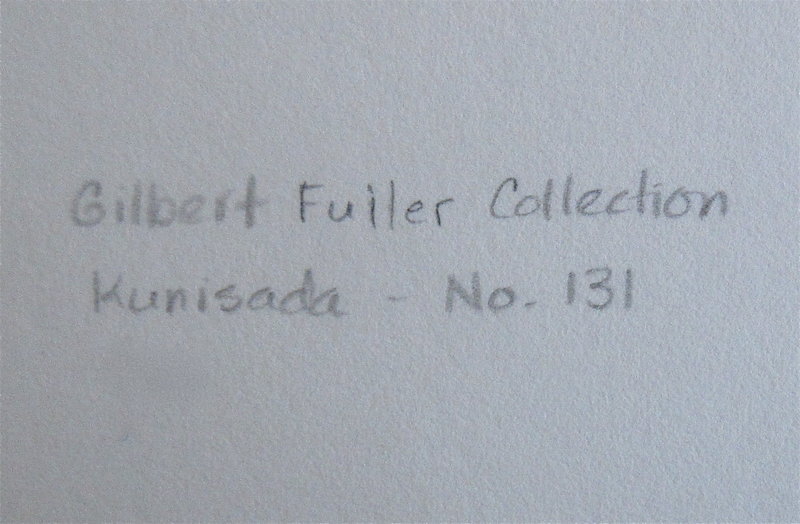 Gilbert Fuller Collection
Kunisada - No. 131